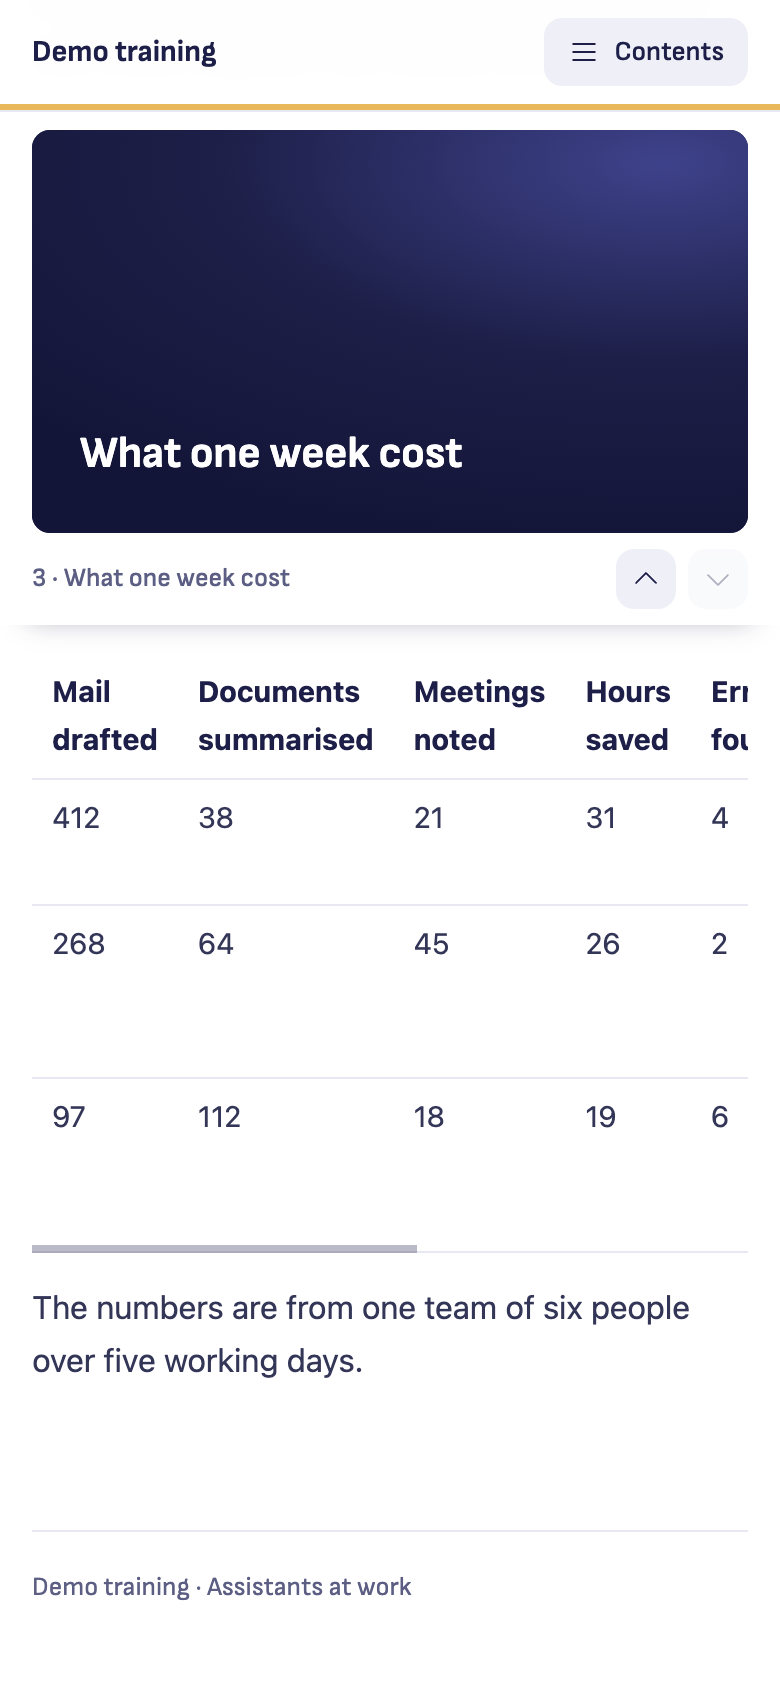 Demo training
Contents
What one week cost
3 · What one week cost
Mail drafted Documents summarised Meetings noted Hours saved Err fou
412 38 21 31 4
268 64 45 26 2
97 112 18 19 6
The numbers are from one team of six people
over five working days.
Demo training · Assistants at work